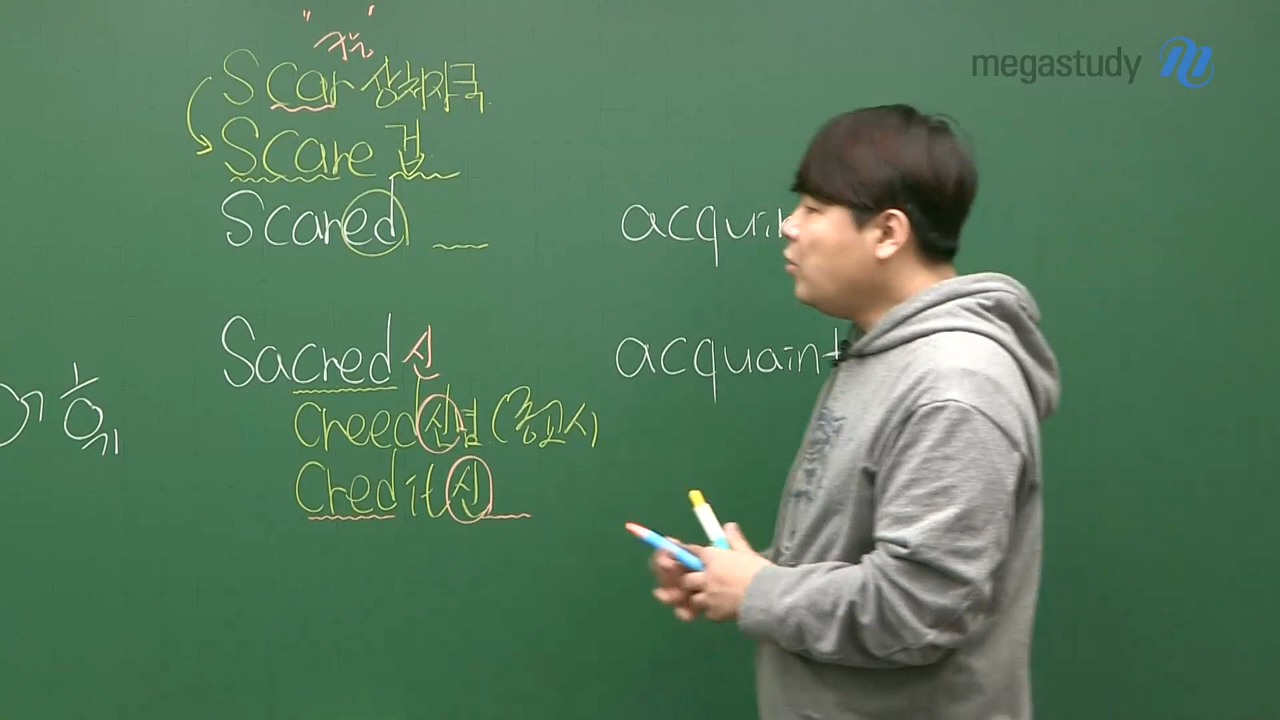 megastudy
Scar 상처자국
Scare 겁
Scared
Sacred 신
Creed 신념 (종교시
Credit 신
acquir
acquaint